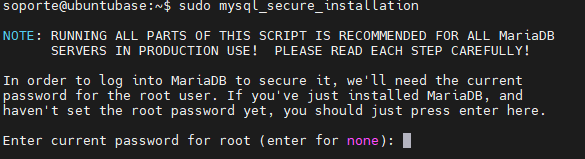 soporte@ubuntubase:~$ sudo mysql_secure_installation
NOTE: RUNNING ALL PARTS OF THIS SCRIPT IS RECOMMENDED FOR ALL MariaDB
SERVERS IN PRODUCTION USE!  PLEASE READ EACH STEP CAREFULLY!
In order to log into MariaDB to secure it, we'll need the current
password for the root user. If you've just installed MariaDB, and
haven't set the root password yet, you should just press enter here.
Enter current password for root (enter for none):